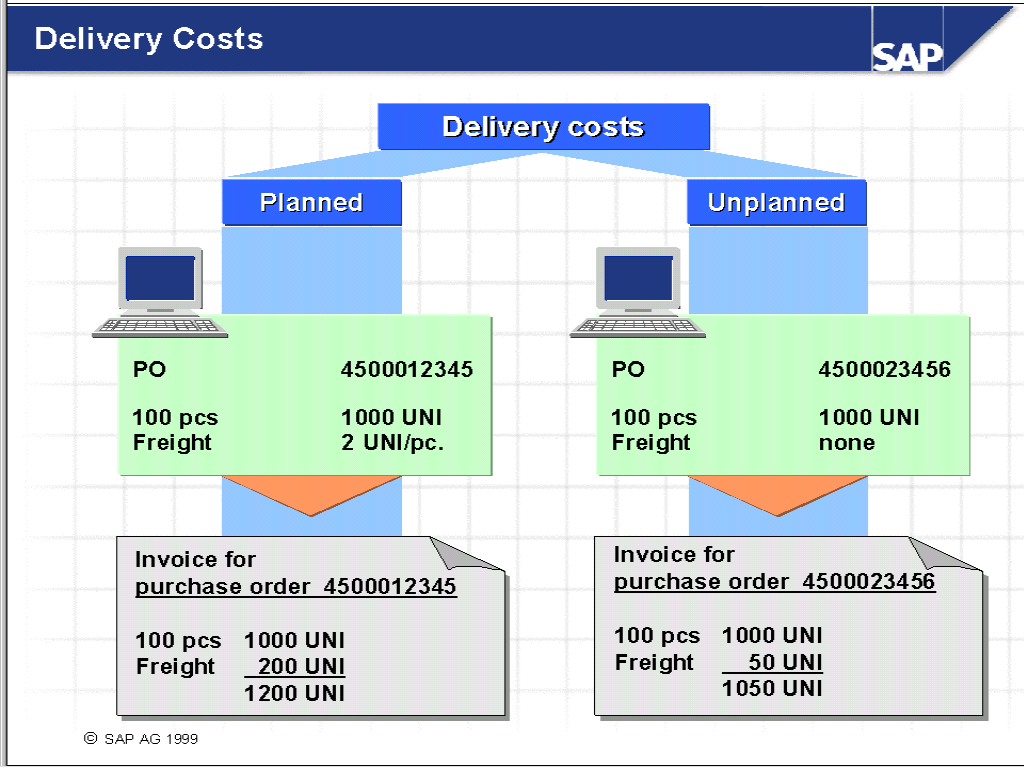 Delivery Costs
SAP
Delivery costs
Planned
Unplanned
PO 4500012345
100 pcs 1000 UNI
Freight 2 UNI/pc.
PO 4500023456
100 pcs 1000 UNI
Freight none
Invoice for
purchase order 4500012345
100 pcs 1000 UNI
Freight 200 UNI
1200 UNI
Invoice for
purchase order 4500023456
100 pcs 1000 UNI
Freight 50 UNI
1050 UNI
© SAP AG 1999